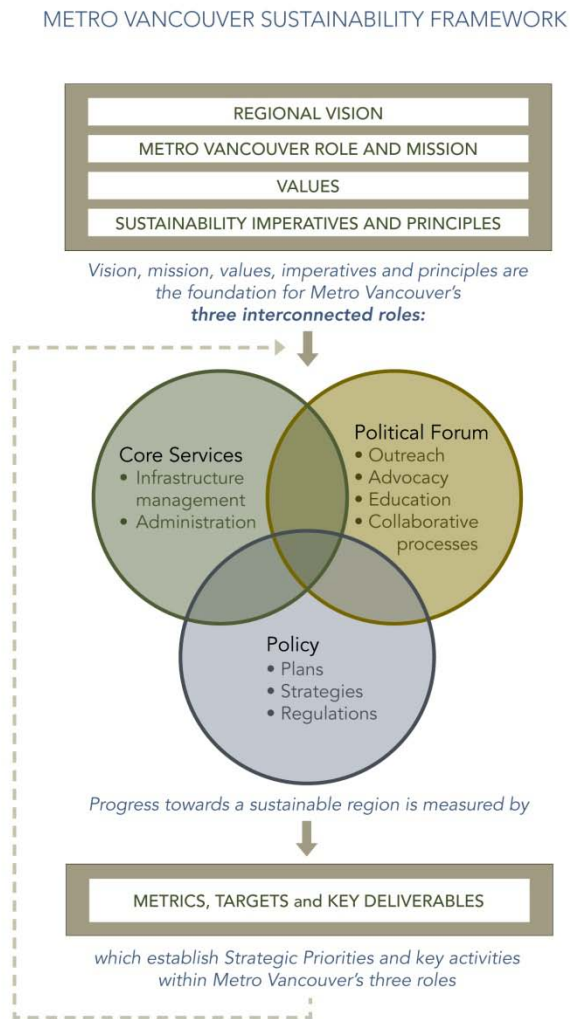 METRO VANCOUVER SUSTAINABILITY FRAMEWORK
REGIONAL VISION
METRO VANCOUVER ROLE AND MISSION
VALUES
SUSTAINABILITY IMPERATIVES AND PRINCIPLES
Vision, mission, values, imperatives and principles are
the foundation for Metro Vancouver's
three interconnected roles:
Core Services
• Infrastructure
management
• Administration
Political Forum
• Outreach
• Advocacy
• Education
• Collaborative
processes
Policy
• Plans
• Strategies
• Regulations
Progress towards a sustainable region is measured by
METRICS, TARGETS and KEY DELIVERABLES
which establish Strategic Priorities and key activities
within Metro Vancouver's three roles